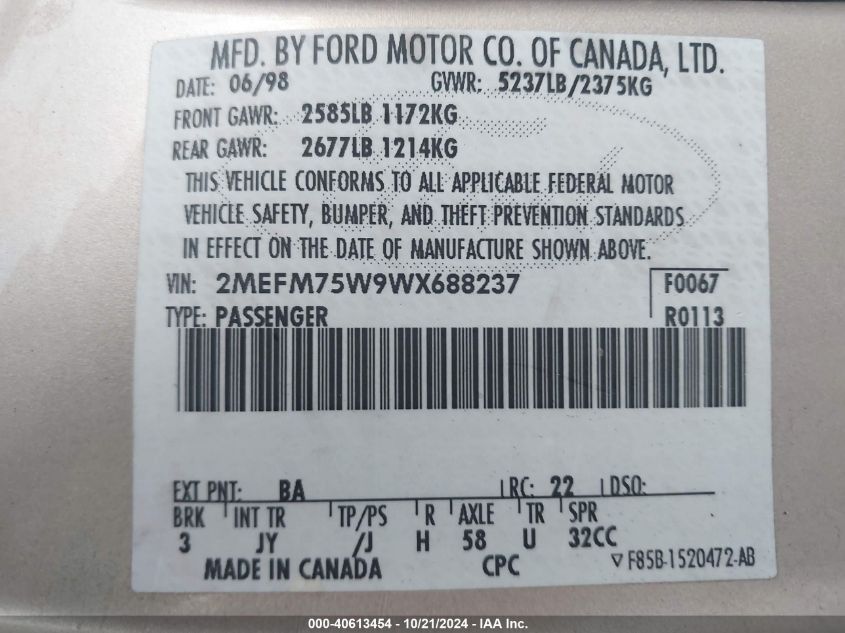 MFD. BY FORD MOTOR CO. OF CANADA, LTD.
DATE: 06/98 GVWR: 5237LB/2375KG
FRONT GAWR: 2585LB 1172KG
REAR GAWR: 2677LB 1214KG
THIS VEHICLE CONFORMS TO ALL APPLICABLE FEDERAL MOTOR
VEHICLE SAFETY, BUMPER, AND THEFT PREVENTION STANDARDS
IN EFFECT ON THE DATE OF MANUFACTURE SHOWN ABOVE.
VIN: 2MEFM75W9WX688237 F0067
TYPE: PASSENGER R0113
EXT PNT: BA RC: 22 DSO:
BRK INT TR TP/PS R AXLE TR SPR
3 JY /J H 58 U 32CC
MADE IN CANADA CPC ▽F85B-1520472-AB
000-40613454 - 10/21/2024 - IAA Inc.